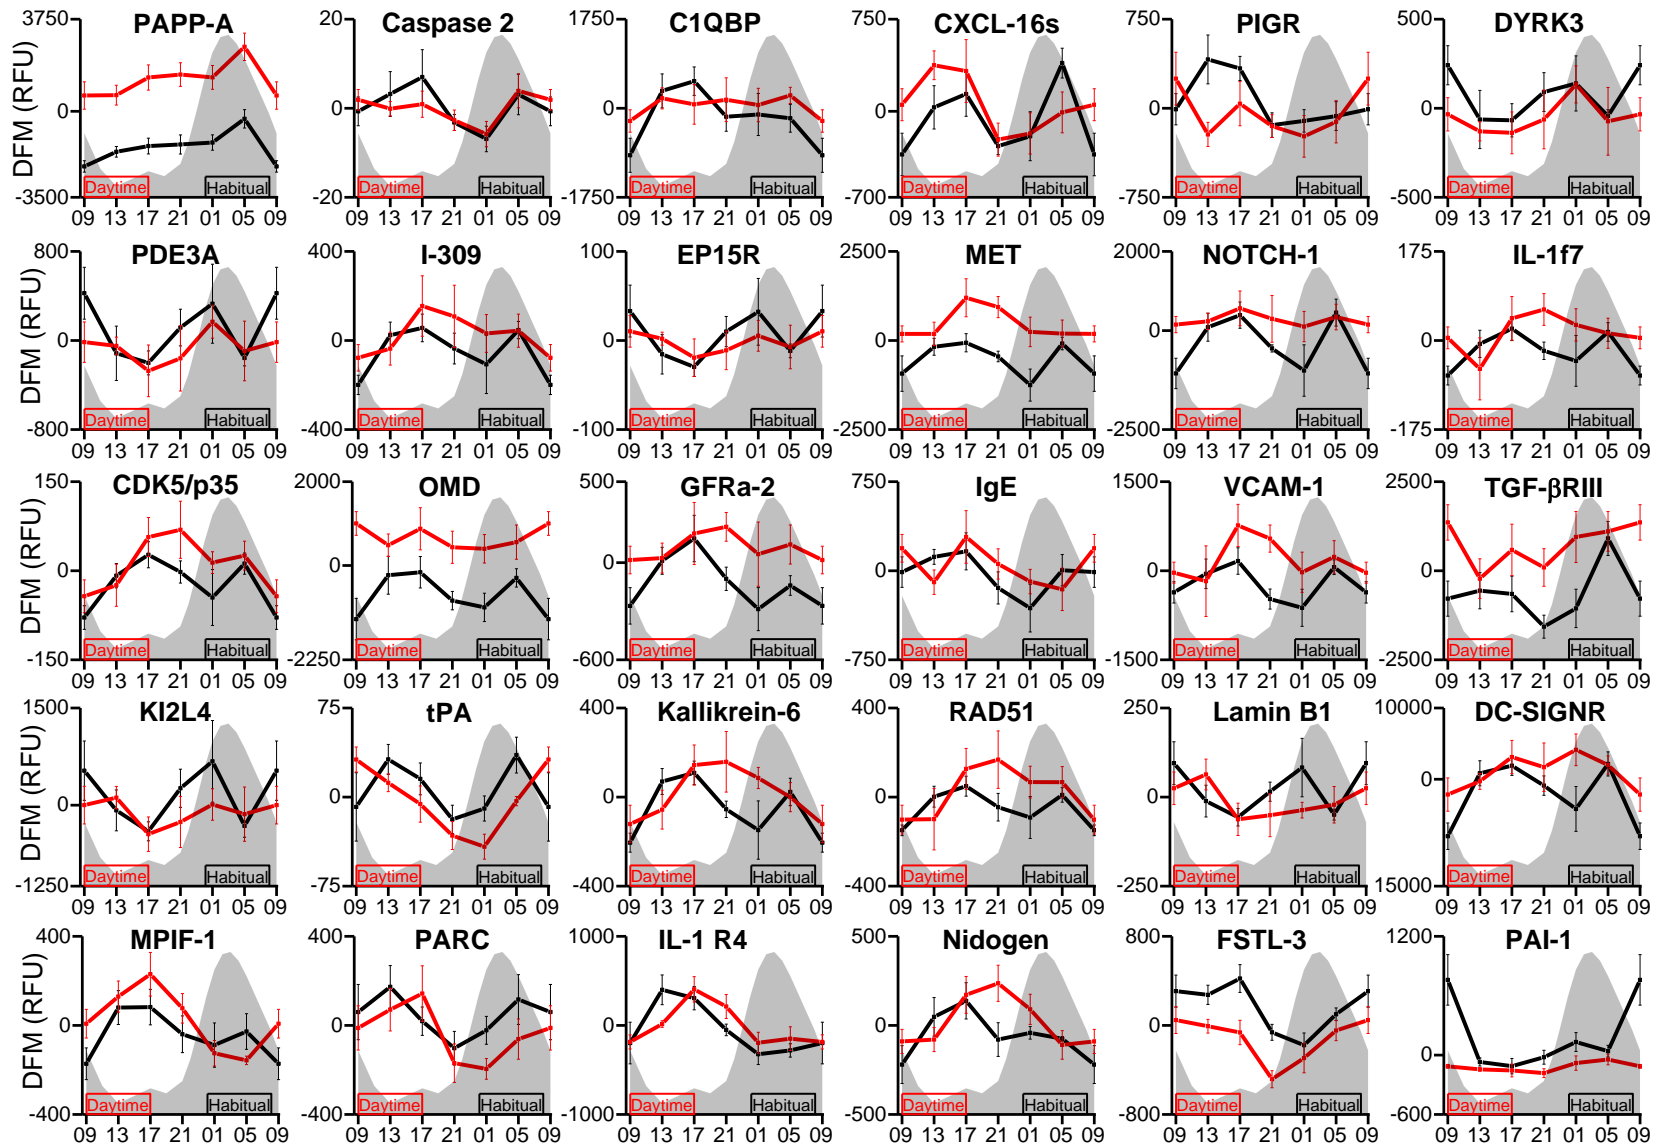 PAPP-A Caspase 2 C1QBP CXCL-16s PIGR DYRK3
3750 20 1750 750 750 500
DFM (RFU)
0 0 0 0 0 0
-3500 -20 -1750 -700 -750 -500
Daytime Habitual Daytime Habitual Daytime Habitual Daytime Habitual Daytime Habitual Daytime Habitual
09 13 17 21 01 05 09 09 13 17 21 01 05 09 09 13 17 21 01 05 09 09 13 17 21 01 05 09 09 13 17 21 01 05 09 09 13 17 21 01 05 09
PDE3A I-309 EP15R MET NOTCH-1 IL-1f7
800 400 100 2500 2000 175
DFM (RFU)
0 0 0 0 0 0
-800 -400 -100 -2500 -2500 -175
Daytime Habitual Daytime Habitual Daytime Habitual Daytime Habitual Daytime Habitual Daytime Habitual
09 13 17 21 01 05 09 09 13 17 21 01 05 09 09 13 17 21 01 05 09 09 13 17 21 01 05 09 09 13 17 21 01 05 09 09 13 17 21 01 05 09
CDK5/p35 OMD GFRa-2 IgE VCAM-1 TGF-βRIII
150 2000 500 750 1500 2500
DFM (RFU)
0 0 0 0 0 0
-150 -2250 -600 -750 -1500 -2500
Daytime Habitual Daytime Habitual Daytime Habitual Daytime Habitual Daytime Habitual Daytime Habitual
09 13 17 21 01 05 09 09 13 17 21 01 05 09 09 13 17 21 01 05 09 09 13 17 21 01 05 09 09 13 17 21 01 05 09 09 13 17 21 01 05 09
KI2L4 tPA Kallikrein-6 RAD51 Lamin B1 DC-SIGNR
1500 75 400 400 250 10000
DFM (RFU)
0 0 0 0 0 0
-1250 -75 -400 -400 -250 15000
Daytime Habitual Daytime Habitual Daytime Habitual Daytime Habitual Daytime Habitual Daytime Habitual
09 13 17 21 01 05 09 09 13 17 21 01 05 09 09 13 17 21 01 05 09 09 13 17 21 01 05 09 09 13 17 21 01 05 09 09 13 17 21 01 05 09
MPIF-1 PARC IL-1 R4 Nidogen FSTL-3 PAI-1
400 400 1000 500 800 1200
DFM (RFU)
0 0 0 0 0 0
-400 -400 -1000 -500 -800 -600
Daytime Habitual Daytime Habitual Daytime Habitual Daytime Habitual Daytime Habitual Daytime Habitual
09 13 17 21 01 05 09 09 13 17 21 01 05 09 09 13 17 21 01 05 09 09 13 17 21 01 05 09 09 13 17 21 01 05 09 09 13 17 21 01 05 09